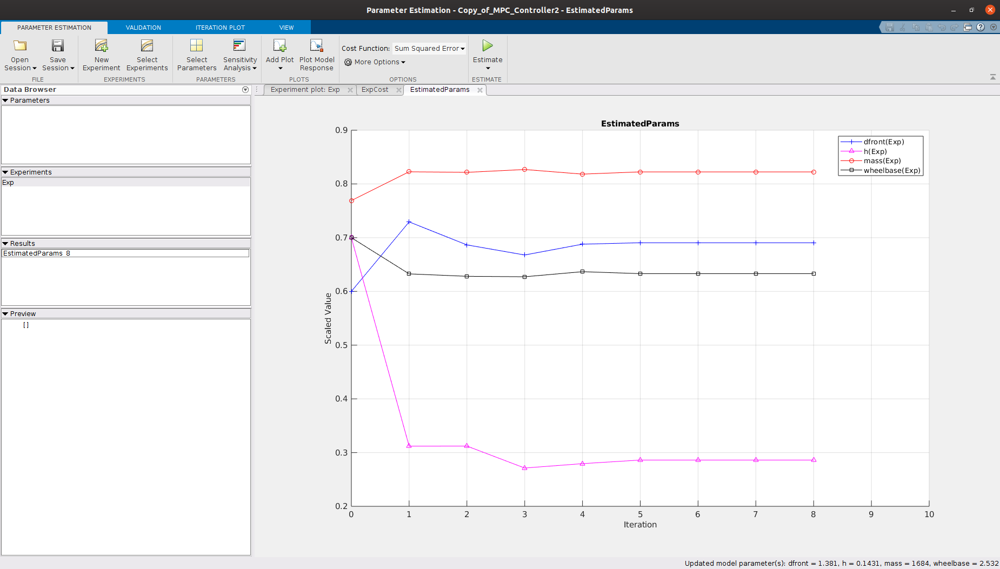 Parameter Estimation - Copy_of_MPC_Controller2 - EstimatedParams
PARAMETER ESTIMATION VALIDATION ITERATION PLOT VIEW
Open Session
Save Session
New Experiment
Select Experiments
Select Parameters
Sensitivity Analysis
Add Plot
Plot Model Response
Cost Function: Sum Squared Error
More Options
Estimate
FILE EXPERIMENTS PARAMETERS PLOTS OPTIONS ESTIMATE
Data Browser
Parameters
Experiments
Exp
Results
EstimatedParams 8
Preview
[]
Experiment plot: Exp ExpCost EstimatedParams
EstimatedParams
dfront(Exp)
h(Exp)
mass(Exp)
wheelbase(Exp)
0.9
0.8
0.7
0.6
0.5
0.4
0.3
0.2
Scaled Value
0 1 2 3 4 5 6 7 8 9 10
Iteration
Updated model parameter(s): dfront = 1.381, h = 0.1431, mass = 1684, wheelbase = 2.532